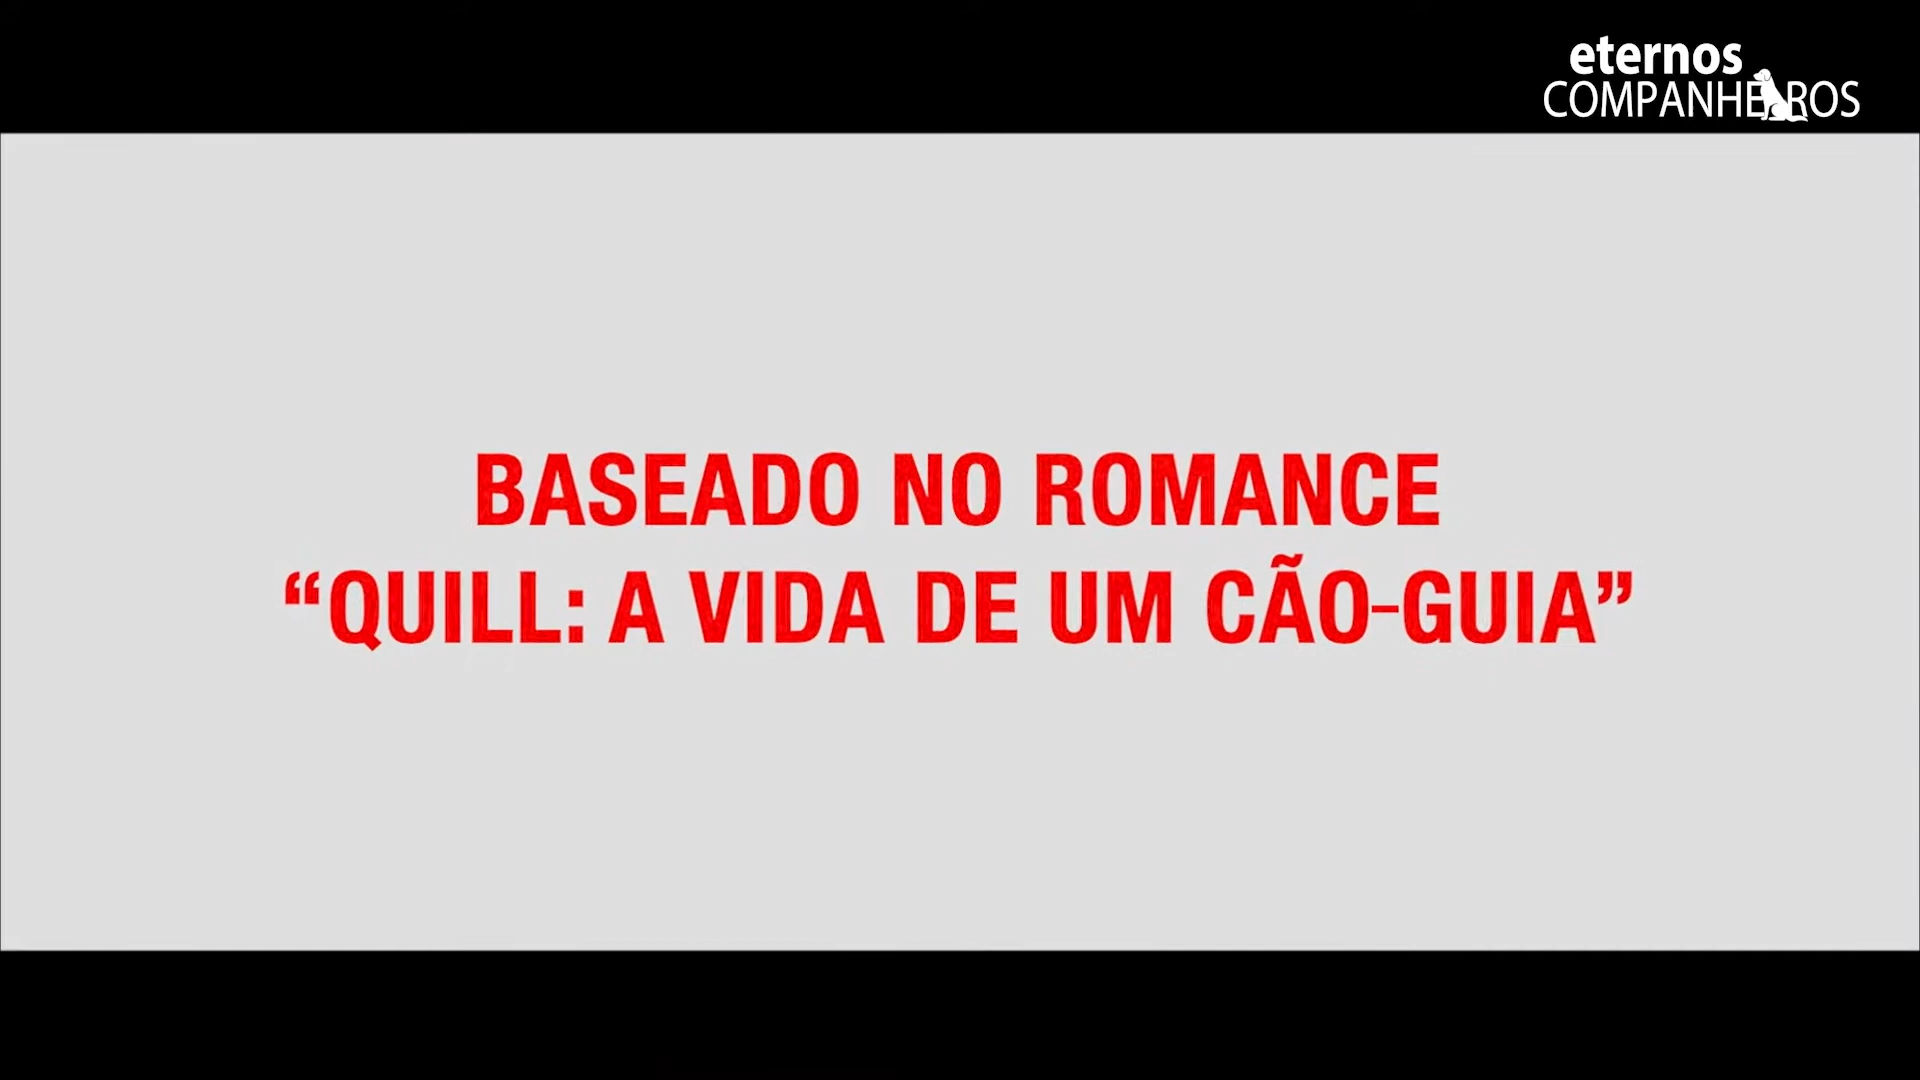 eternos
COMPANHEIROS
BASEADO NO ROMANCE
“QUILL: A VIDA DE UM CÃO-GUIA”